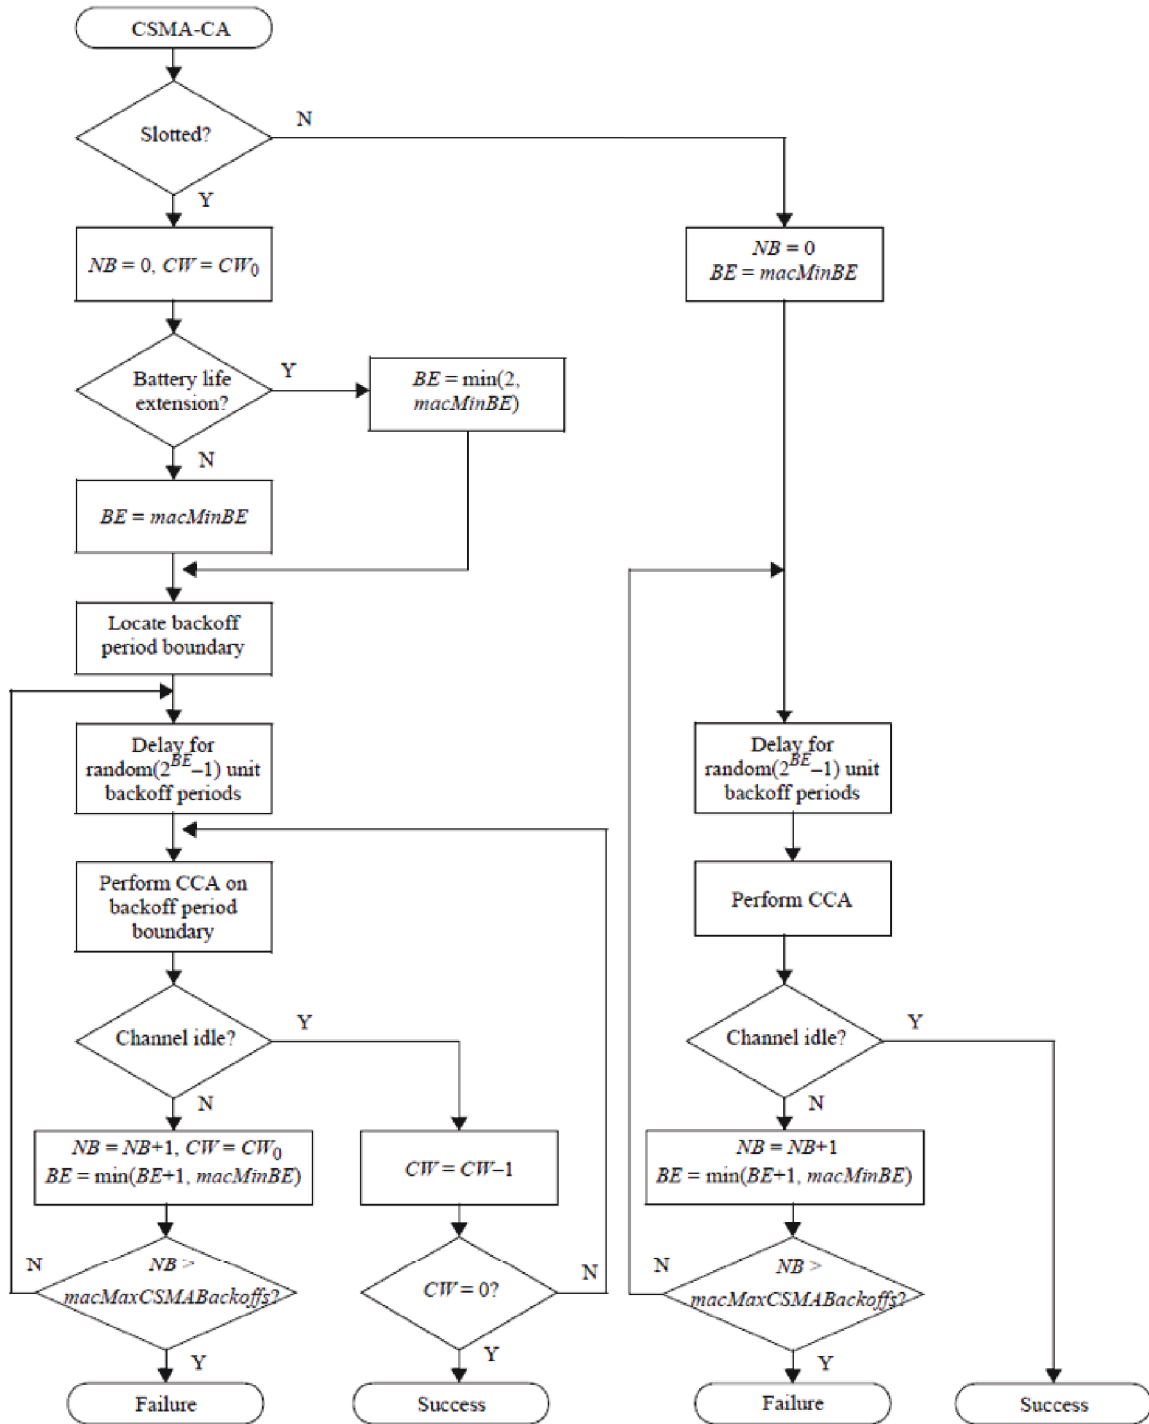 CSMA-CA
Slotted?
N
Y
NB = 0, CW = CW₀
NB = 0
BE = macMinBE
Battery life
extension?
Y
BE = min(2,
macMinBE)
N
BE = macMinBE
Locate backoff
period boundary
Delay for
random(2^BE–1) unit
backoff periods
Delay for
random(2^BE–1) unit
backoff periods
Perform CCA on
backoff period
boundary
Perform CCA
Channel idle?
Y
N
Channel idle?
Y
N
NB = NB+1, CW = CW₀
BE = min(BE+1, macMinBE)
CW = CW–1
NB = NB+1
BE = min(BE+1, macMinBE)
N
NB >
macMaxCSMABackoffs?
Y
CW = 0?
N
Y
N
NB >
macMaxCSMABackoffs?
Y
Failure
Success
Failure
Success